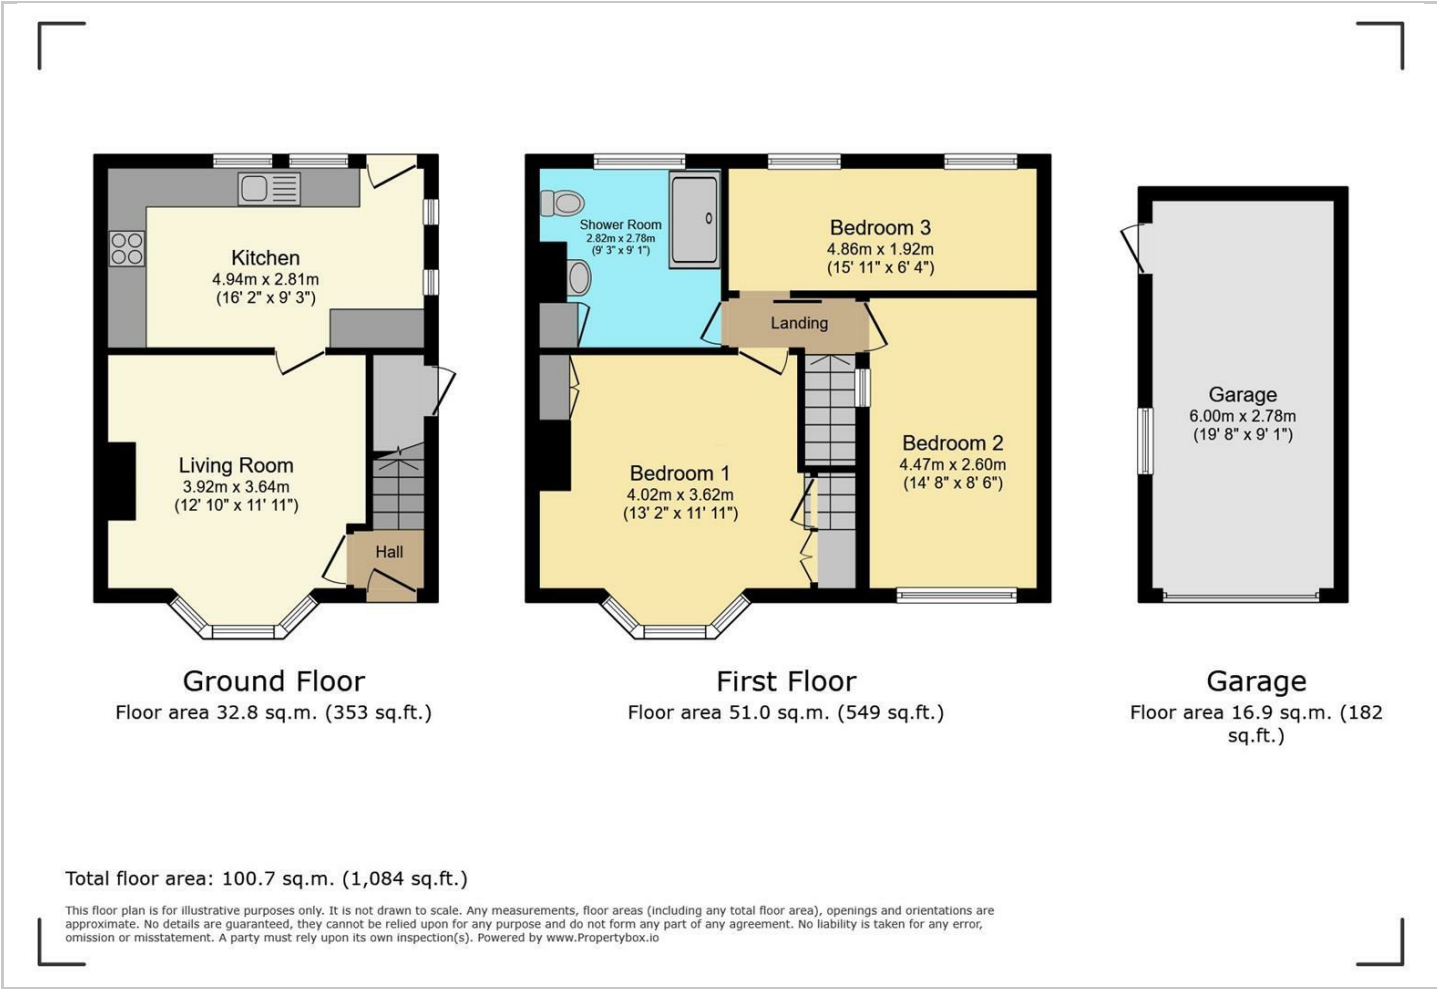 Kitchen
4.94m x 2.81m
(16' 2" x 9' 3")
Living Room
3.92m x 3.64m
(12' 10" x 11' 11")
Hall
Ground Floor
Floor area 32.8 sq.m. (353 sq.ft.)
Shower Room
2.82m x 2.78m
(9' 3" x 9' 1")
Bedroom 3
4.86m x 1.92m
(15' 11" x 6' 4")
Landing
Bedroom 1
4.02m x 3.62m
(13' 2" x 11' 11")
Bedroom 2
4.47m x 2.60m
(14' 8" x 8' 6")
First Floor
Floor area 51.0 sq.m. (549 sq.ft.)
Garage
6.00m x 2.78m
(19' 8" x 9' 1")
Garage
Floor area 16.9 sq.m. (182
sq.ft.)
Total floor area: 100.7 sq.m. (1,084 sq.ft.)
This floor plan is for illustrative purposes only. It is not drawn to scale. Any measurements, floor areas (including any total floor area), openings and orientations are
approximate. No details are guaranteed, they cannot be relied upon for any purpose and do not form any part of any agreement. No liability is taken for any error,
omission or misstatement. A party must rely upon its own inspection(s). Powered by www.Propertybox.io